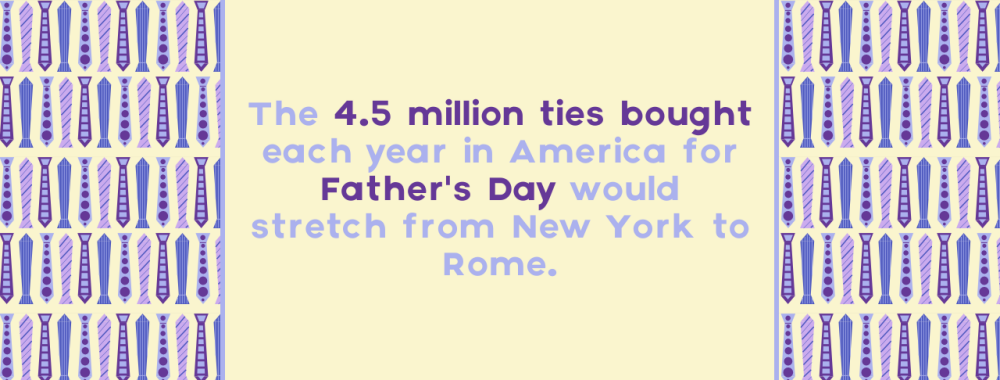 The 4.5 million ties bought
each year in America for
Father's Day would
stretch from New York to
Rome.